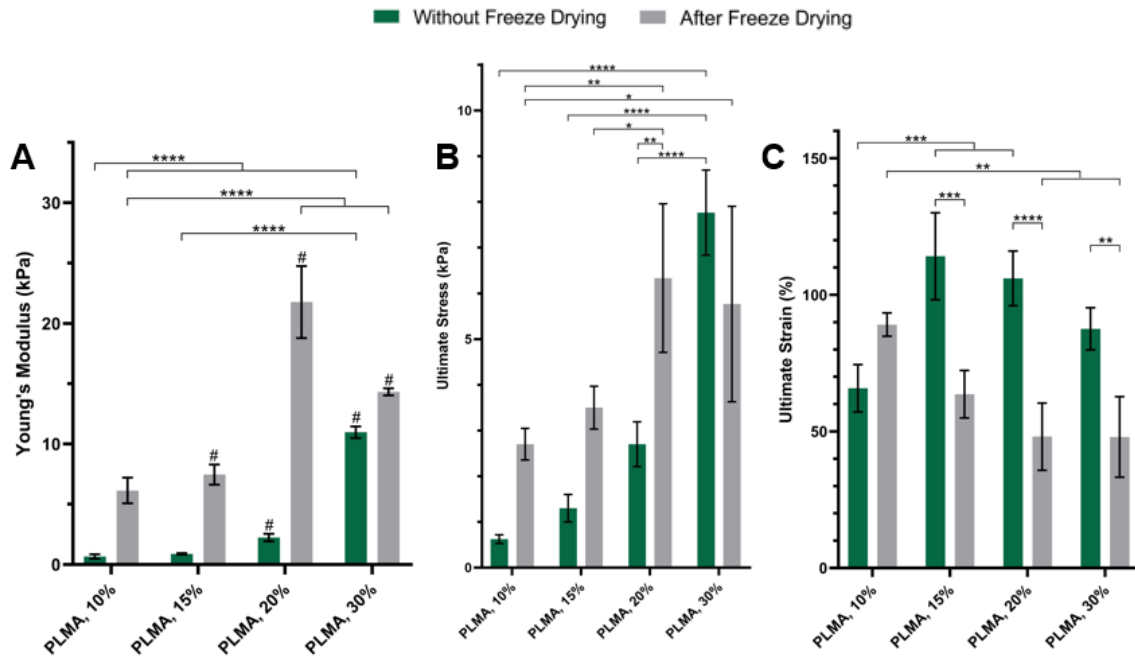 Without Freeze Drying After Freeze Drying
A
Young's Modulus (kPa)
30
20
10
0
****
****
****
#
#
#
#
#
PLMA, 10%
PLMA, 15%
PLMA, 20%
PLMA, 30%
B
Ultimate Stress (kPa)
10
5
0
****
**
*
****
*
**
****
PLMA, 10%
PLMA, 15%
PLMA, 20%
PLMA, 30%
C
Ultimate Strain (%)
150
100
50
0
***
**
***
****
**
PLMA, 10%
PLMA, 15%
PLMA, 20%
PLMA, 30%